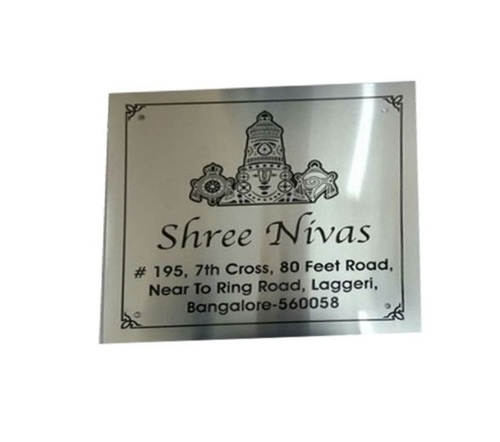 Shree Nivas
# 195, 7th Cross, 80 Feet Road,
Near To Ring Road, Laggeri,
Bangalore-560058